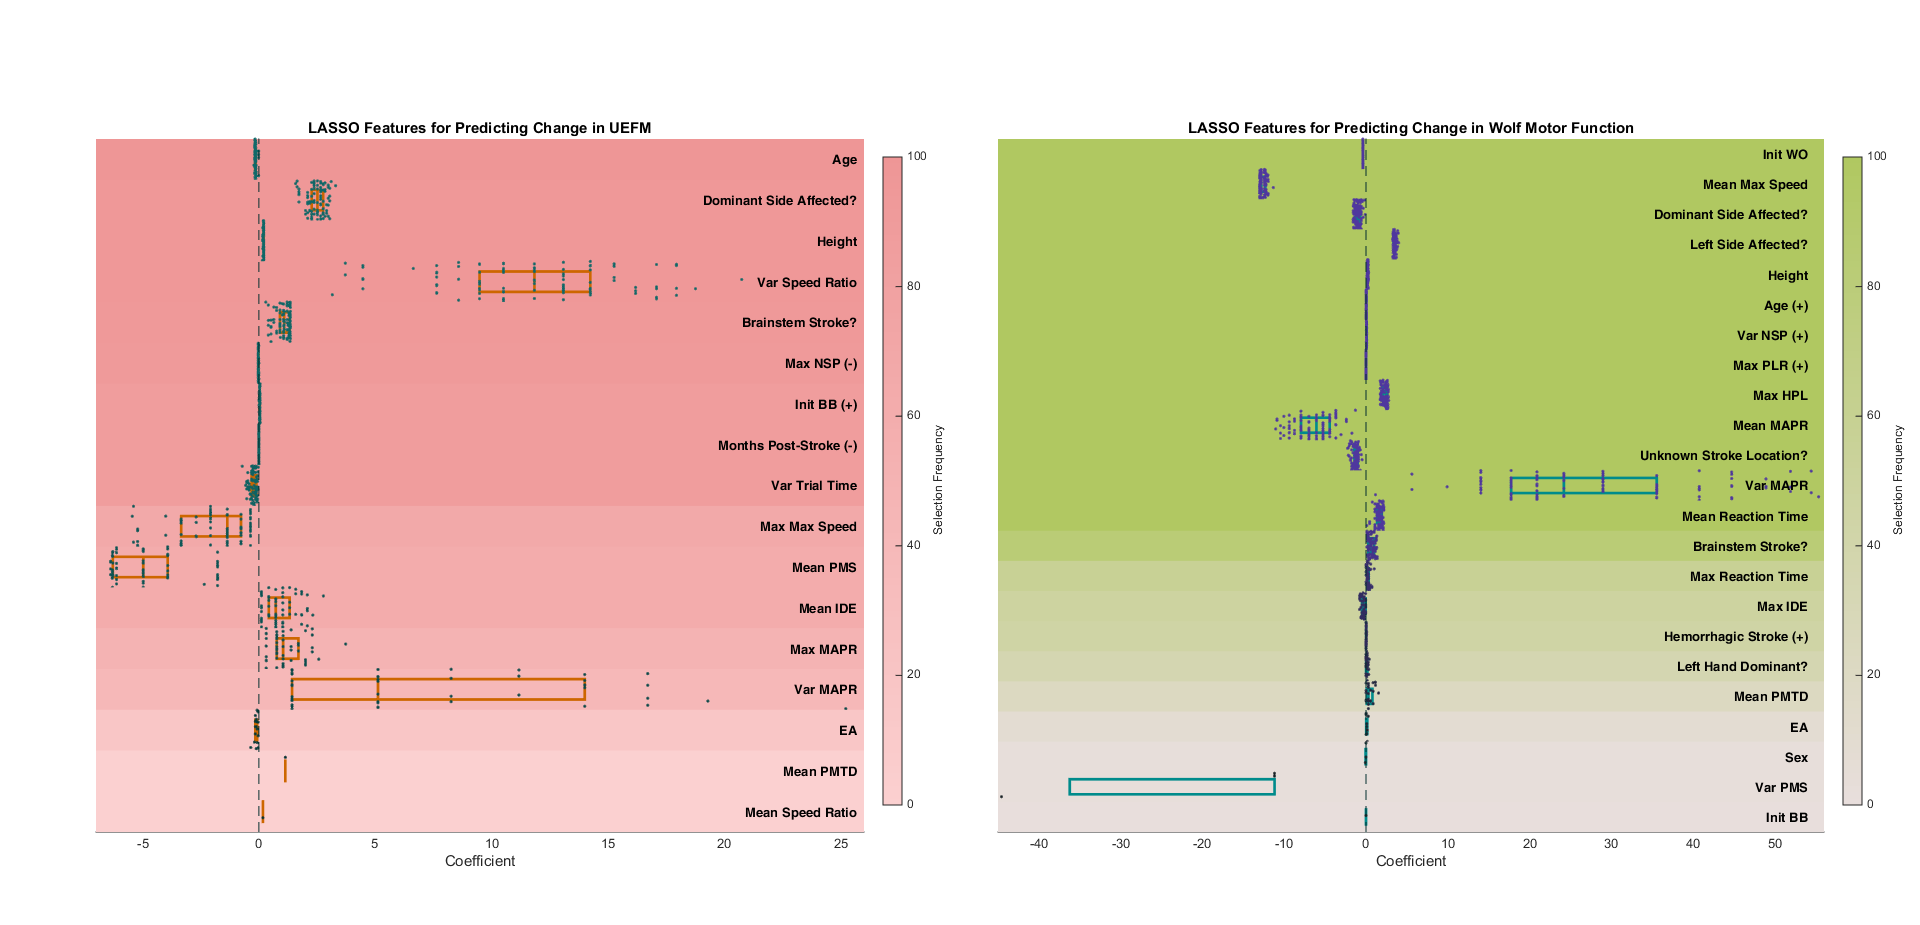 LASSO Features for Predicting Change in UEFM
Age
Dominant Side Affected?
Height
Var Speed Ratio
Brainstem Stroke?
Max NSP (-)
Init BB (+)
Months Post-Stroke (-)
Var Trial Time
Max Max Speed
Mean PMS
Mean IDE
Max MAPR
Var MAPR
EA
Mean PMTD
Mean Speed Ratio
-5 0 5 10 15 20 25
Coefficient
100
80
60
40
20
0
Selection Frequency
LASSO Features for Predicting Change in Wolf Motor Function
Init WO
Mean Max Speed
Dominant Side Affected?
Left Side Affected?
Height
Age (+)
Var NSP (+)
Max PLR (+)
Max HPL
Mean MAPR
Unknown Stroke Location?
Var MAPR
Mean Reaction Time
Brainstem Stroke?
Max Reaction Time
Max IDE
Hemorrhagic Stroke (+)
Left Hand Dominant?
Mean PMTD
EA
Sex
Var PMS
Init BB
-40 -30 -20 -10 0 10 20 30 40 50
Coefficient
100
80
60
40
20
0
Selection Frequency